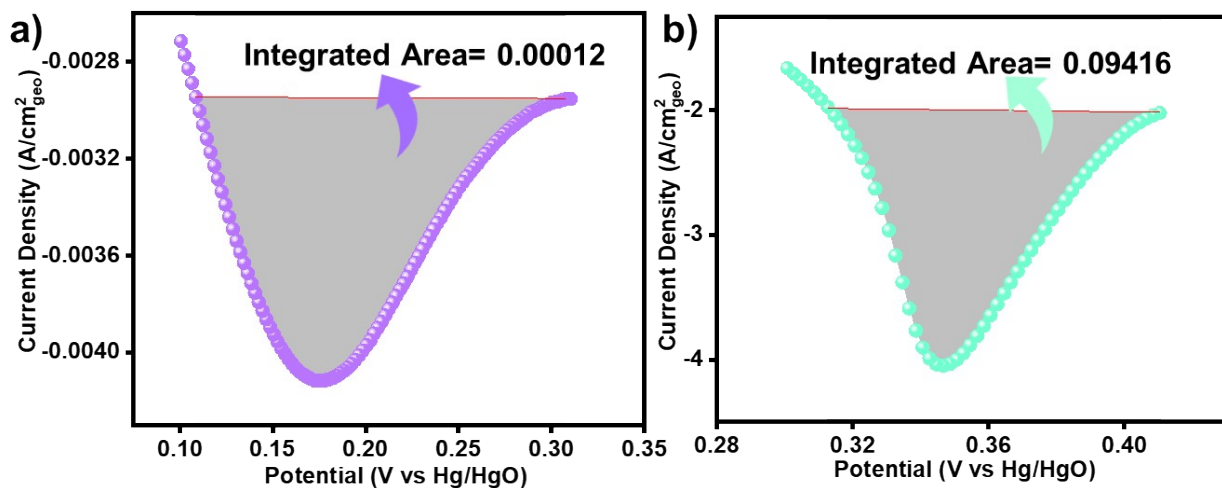 a)
Integrated Area= 0.00012
Current Density (A/cm²geo)
-0.0028
-0.0032
-0.0036
-0.0040
0.10 0.15 0.20 0.25 0.30 0.35
Potential (V vs Hg/HgO)
b)
Integrated Area= 0.09416
Current Density (A/cm²geo)
-2
-3
-4
0.28 0.32 0.36 0.40
Potential (V vs Hg/HgO)